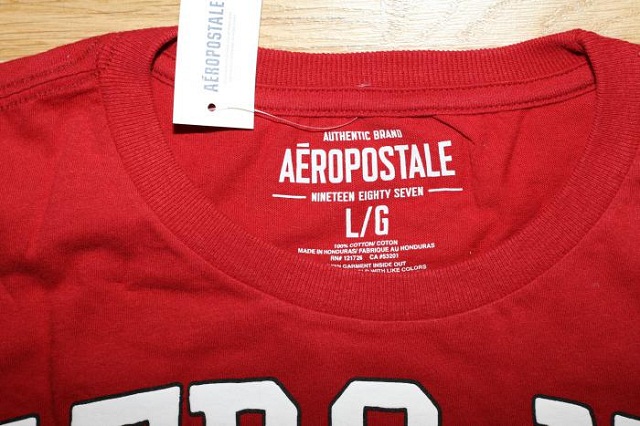 AÉROPOSTALE
AUTHENTIC BRAND
AÉROPOSTALE
NINETEEN EIGHTY SEVEN
L/G
100% COTTON/ COTTON
MADE IN HONDURAS/ FABRIQUE AU HONDURAS
RN# 121726 CA #53201
GARMENT INSIDE OUT
WITH LIKE COLORS